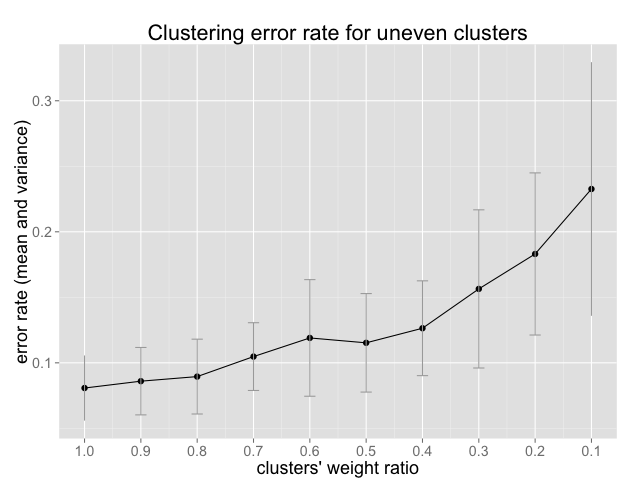 Clustering error rate for uneven clusters
error rate (mean and variance)
0.3
0.2
0.1
1.0 0.9 0.8 0.7 0.6 0.5 0.4 0.3 0.2 0.1
clusters' weight ratio